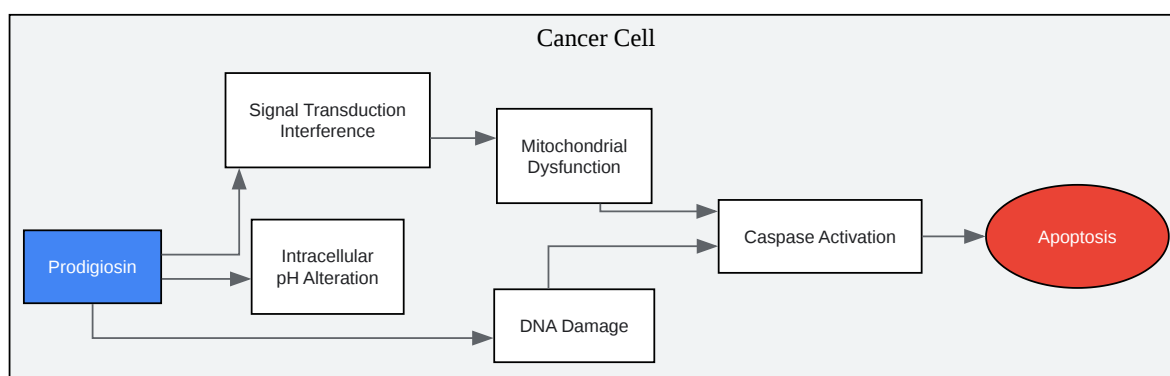 Cancer Cell
Signal Transduction
Interference
Mitochondrial
Dysfunction
Prodigiosin
Intracellular
pH Alteration
Caspase Activation
Apoptosis
DNA Damage